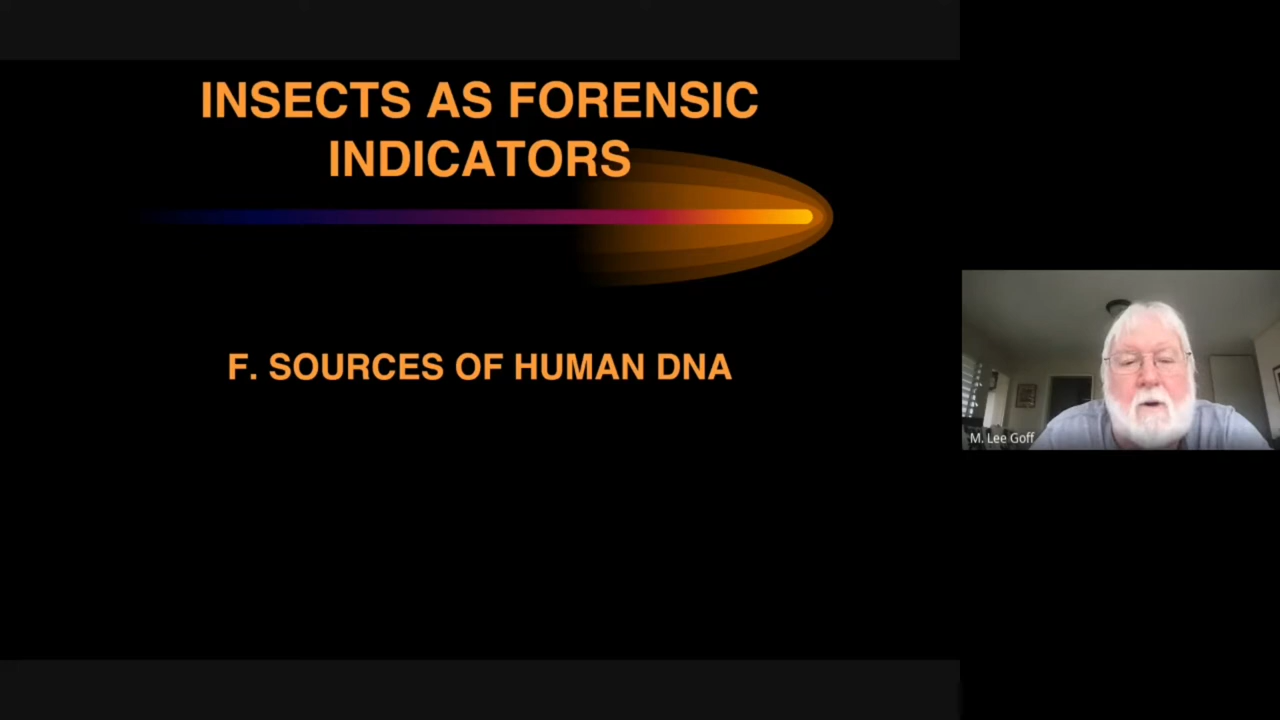 INSECTS AS FORENSIC
INDICATORS
F. SOURCES OF HUMAN DNA
M. Lee Goff